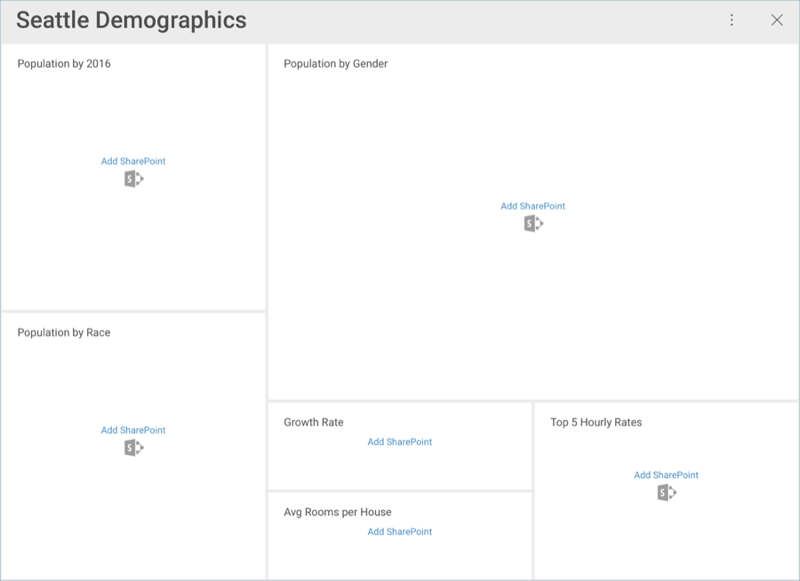 Seattle Demographics
Population by 2016
Add SharePoint
S
Population by Gender
Add SharePoint
S
Population by Race
Add SharePoint
S
Growth Rate
Add SharePoint
Avg Rooms per House
Add SharePoint
Top 5 Hourly Rates
Add SharePoint
S